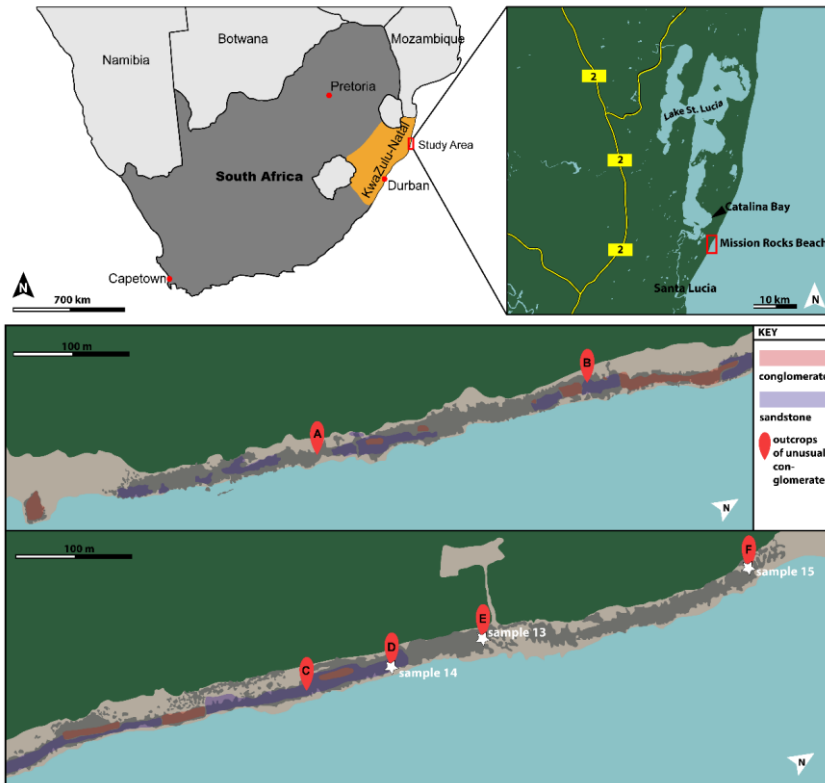 Namibia
Botswana
Mozambique
Pretoria
KwaZulu-Natal
Study Area
South Africa
Durban
Capetown
N
700 km
2
Lake St. Lucia
2
Catalina Bay
2
Mission Rocks Beach
Santa Lucia
10 km
N
100 m
A
B
N
KEY
conglomerate
sandstone
outcrops
of unusual
con-
glomerate
100 m
C
D
sample 14
E
sample 13
F
sample 15
N